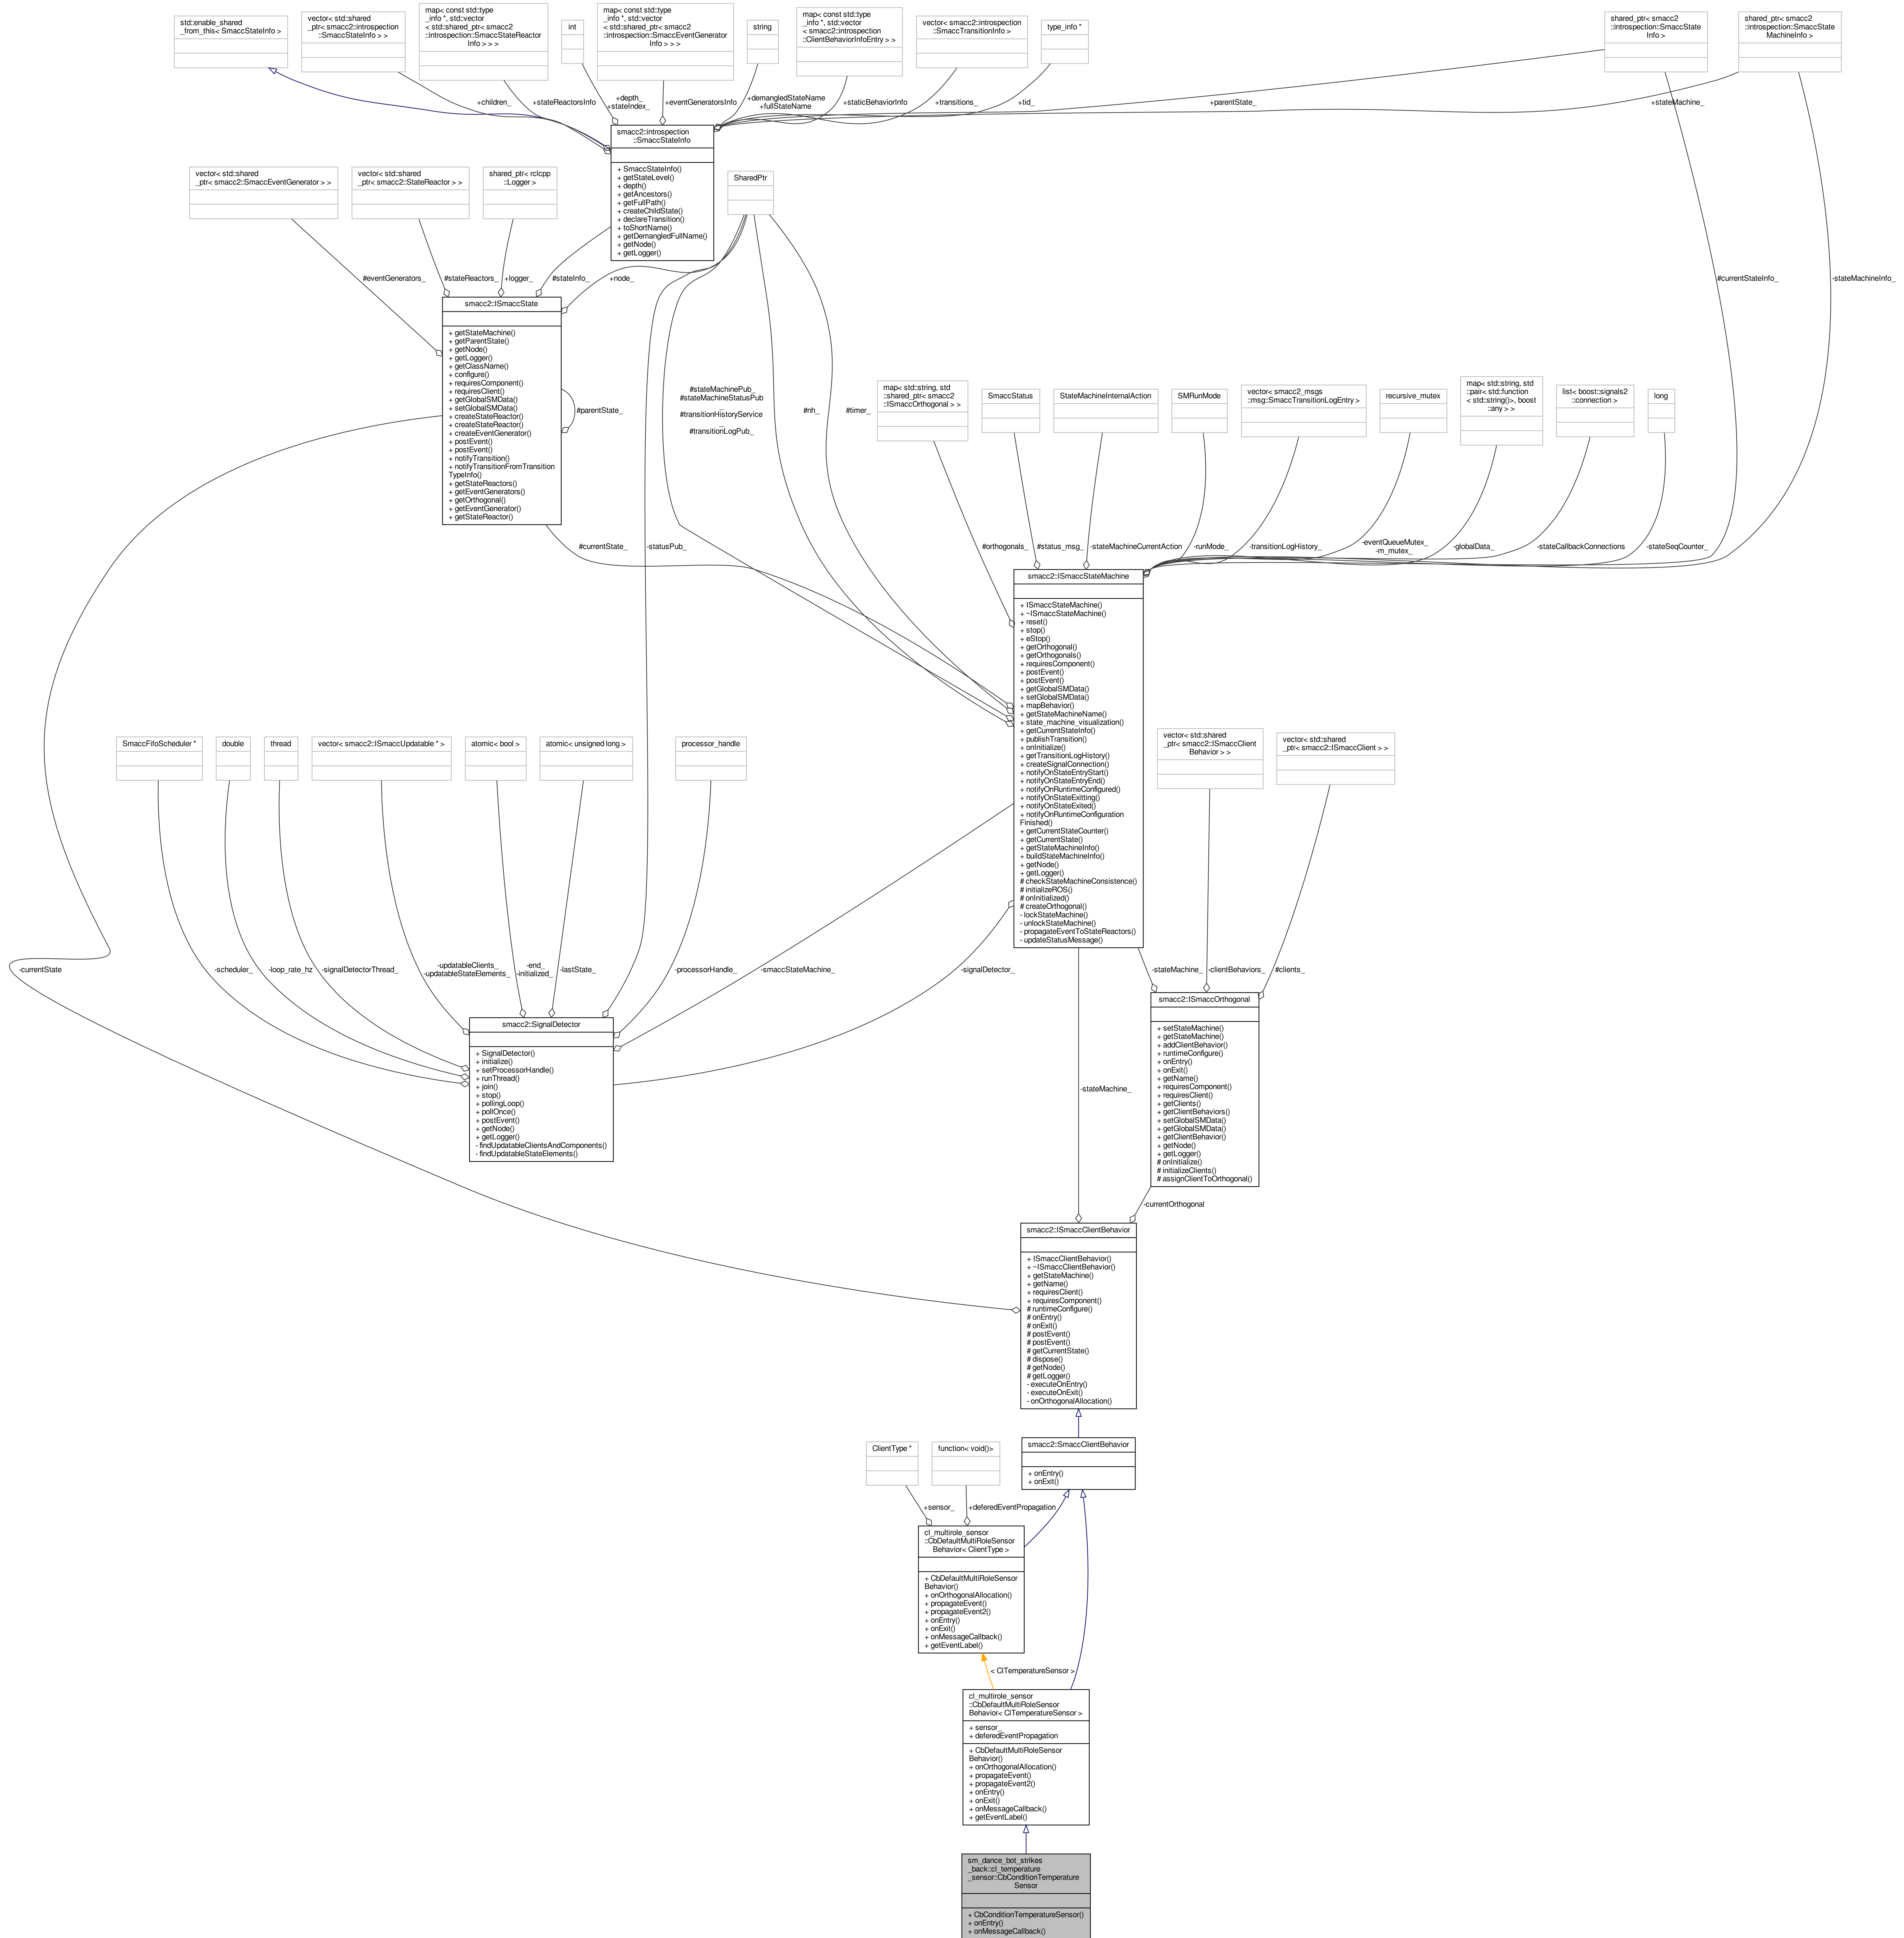 std::enable_shared
_from_this< SmaccStateInfo >
vector< std::shared
_ptr< smacc2::introspection
::SmaccStateInfo > >
map< const std::type
_info *, std::vector
< std::shared_ptr< smacc2
::introspection::SmaccStateReactor
Info > > >
int
map< const std::type
_info *, std::vector
< std::shared_ptr< smacc2
::introspection::SmaccEventGenerator
Info > > >
string
map< const std::type
_info *, std::vector
< smacc2::introspection
::ClientBehaviorInfoEntry > >
vector< smacc2::introspection
::SmaccTransitionInfo >
type_info *
shared_ptr< smacc2
::introspection::SmaccState
Info >
shared_ptr< smacc2
::introspection::SmaccState
MachineInfo >
+children_
+stateReactorsInfo
+depth_
+stateIndex_
+eventGeneratorsInfo
+demangledStateName
+fullStateName
+staticBehaviorInfo
+transitions_
+tid_
+parentState_
+stateMachine_
smacc2::introspection
::SmaccStateInfo
+ SmaccStateInfo()
+ getStateLevel()
+ depth()
+ getAncestors()
+ getFullPath()
+ createChildState()
+ declareTransition()
+ toShortName()
+ getDemangledFullName()
+ getNode()
+ getLogger()
vector< std::shared
_ptr< smacc2::SmaccEventGenerator > >
vector< std::shared
_ptr< smacc2::StateReactor > >
shared_ptr< rclcpp
::Logger >
SharedPtr
#eventGenerators_
#stateReactors_
+logger_
#stateInfo_
+node_
#currentStateInfo_
-stateMachineInfo_
smacc2::ISmaccState
+ getStateMachine()
+ getParentState()
+ getNode()
+ getLogger()
+ getClassName()
+ configure()
+ requiresComponent()
+ requiresClient()
+ getGlobalSMData()
+ setGlobalSMData()
+ createStateReactor()
+ createStateReactor()
+ createEventGenerator()
+ postEvent()
+ postEvent()
+ notifyTransition()
+ notifyTransitionFromTransition
TypeInfo()
+ getStateReactors()
+ getEventGenerators()
+ getOrthogonal()
+ getEventGenerator()
+ getStateReactor()
#parentState_
#stateMachinePub_
#stateMachineStatusPub
_
#transitionHistoryService
_
#transitionLogPub_
#nh_
#timer_
map< std::string, std
::shared_ptr< smacc2
::ISmaccOrthogonal > >
SmaccStatus
StateMachineInternalAction
SMRunMode
vector< smacc2_msgs
::msg::SmaccTransitionLogEntry >
recursive_mutex
map< std::string, std
::pair< std::function
< std::string()>, boost
::any > >
list< boost::signals2
::connection >
long
#currentState_
-statusPub_
#orthogonals_
#status_msg_
-stateMachineCurrentAction
-runMode_
-transitionLogHistory_
-eventQueueMutex_
-m_mutex_
-globalData_
-stateCallbackConnections
-stateSeqCounter_
smacc2::ISmaccStateMachine
+ ISmaccStateMachine()
+ ~ISmaccStateMachine()
+ reset()
+ stop()
+ eStop()
+ getOrthogonal()
+ getOrthogonals()
+ requiresComponent()
+ postEvent()
+ postEvent()
+ getGlobalSMData()
+ setGlobalSMData()
+ mapBehavior()
+ getStateMachineName()
+ state_machine_visualization()
+ getCurrentStateInfo()
+ publishTransition()
+ onInitialize()
+ getTransitionLogHistory()
+ createSignalConnection()
+ notifyOnStateEntryStart()
+ notifyOnStateEntryEnd()
+ notifyOnRuntimeConfigured()
+ notifyOnStateExitting()
+ notifyOnStateExited()
+ notifyOnRuntimeConfiguration
Finished()
+ getCurrentStateCounter()
+ getCurrentState()
+ getStateMachineInfo()
+ buildStateMachineInfo()
+ getNode()
+ getLogger()
# checkStateMachineConsistence()
# initializeROS()
# onInitialized()
# createOrthogonal()
- lockStateMachine()
- unlockStateMachine()
- propagateEventToStateReactors()
- updateStatusMessage()
SmaccFifoScheduler *
double
thread
vector< smacc2::ISmaccUpdatable * >
atomic< bool >
atomic< unsigned long >
processor_handle
vector< std::shared
_ptr< smacc2::ISmaccClient
Behavior > >
vector< std::shared
_ptr< smacc2::ISmaccClient > >
-currentState
-scheduler_
-loop_rate_hz
-signalDetectorThread_
-updatableClients_
-updatableStateElements_
-end_
-initialized_
-lastState_
-processorHandle_
-smaccStateMachine_
-signalDetector_
-stateMachine_
-clientBehaviors_
#clients_
smacc2::SignalDetector
+ SignalDetector()
+ initialize()
+ setProcessorHandle()
+ runThread()
+ join()
+ stop()
+ pollingLoop()
+ pollOnce()
+ postEvent()
+ getNode()
+ getLogger()
- findUpdatableClientsAndComponents()
- findUpdatableStateElements()
smacc2::ISmaccOrthogonal
+ setStateMachine()
+ getStateMachine()
+ addClientBehavior()
+ runtimeConfigure()
+ onEntry()
+ onExit()
+ getName()
+ requiresComponent()
+ requiresClient()
+ getClients()
+ getClientBehaviors()
+ setGlobalSMData()
+ getGlobalSMData()
+ getClientBehavior()
+ getNode()
+ getLogger()
# onInitialize()
# initializeClients()
# assignClientToOrthogonal()
-stateMachine_
-currentOrthogonal
smacc2::ISmaccClientBehavior
+ ISmaccClientBehavior()
+ ~ISmaccClientBehavior()
+ getStateMachine()
+ getName()
+ requiresClient()
+ requiresComponent()
# runtimeConfigure()
# onEntry()
# onExit()
# postEvent()
# postEvent()
# getCurrentState()
# dispose()
# getNode()
# getLogger()
- executeOnEntry()
- executeOnExit()
- onOrthogonalAllocation()
ClientType *
function< void()>
smacc2::SmaccClientBehavior
+ onEntry()
+ onExit()
+sensor_
+deferedEventPropagation
cl_multirole_sensor
::CbDefaultMultiRoleSensor
Behavior< ClientType >
+ CbDefaultMultiRoleSensor
Behavior()
+ onOrthogonalAllocation()
+ propagateEvent()
+ propagateEvent2()
+ onEntry()
+ onExit()
+ onMessageCallback()
+ getEventLabel()
< ClTemperatureSensor >
cl_multirole_sensor
::CbDefaultMultiRoleSensor
Behavior< ClTemperatureSensor >
+ sensor_
+ deferedEventPropagation
+ CbDefaultMultiRoleSensor
Behavior()
+ onOrthogonalAllocation()
+ propagateEvent()
+ propagateEvent2()
+ onEntry()
+ onExit()
+ onMessageCallback()
+ getEventLabel()
sm_dance_bot_strikes
_back::cl_temperature
_sensor::CbConditionTemperature
Sensor
+ CbConditionTemperatureSensor()
+ onEntry()
+ onMessageCallback()